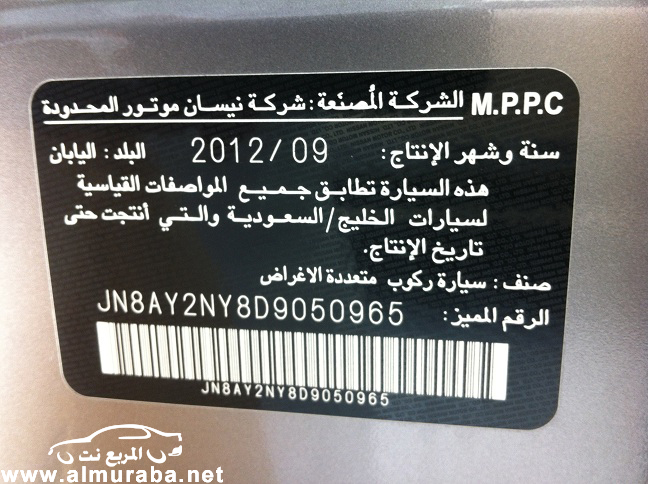 M.P.P.C الشركة المُصنَعة: شركة نيسان موتور المحدودة
سنة وشهر الإنتاج: 2012/09 البلد: اليابان
هذه السيارة تطابق جميع المواصفات القياسية
لسيارات الخليج/السعودية والتي أنتجت حتى
تاريخ الإنتاج.
صنف: سيارة ركوب متعددة الاغراض
الرقم المميز: JN8AY2NY8D9050965
JN8AY2NY8D9050965
المربع نت
www.almuraba.net